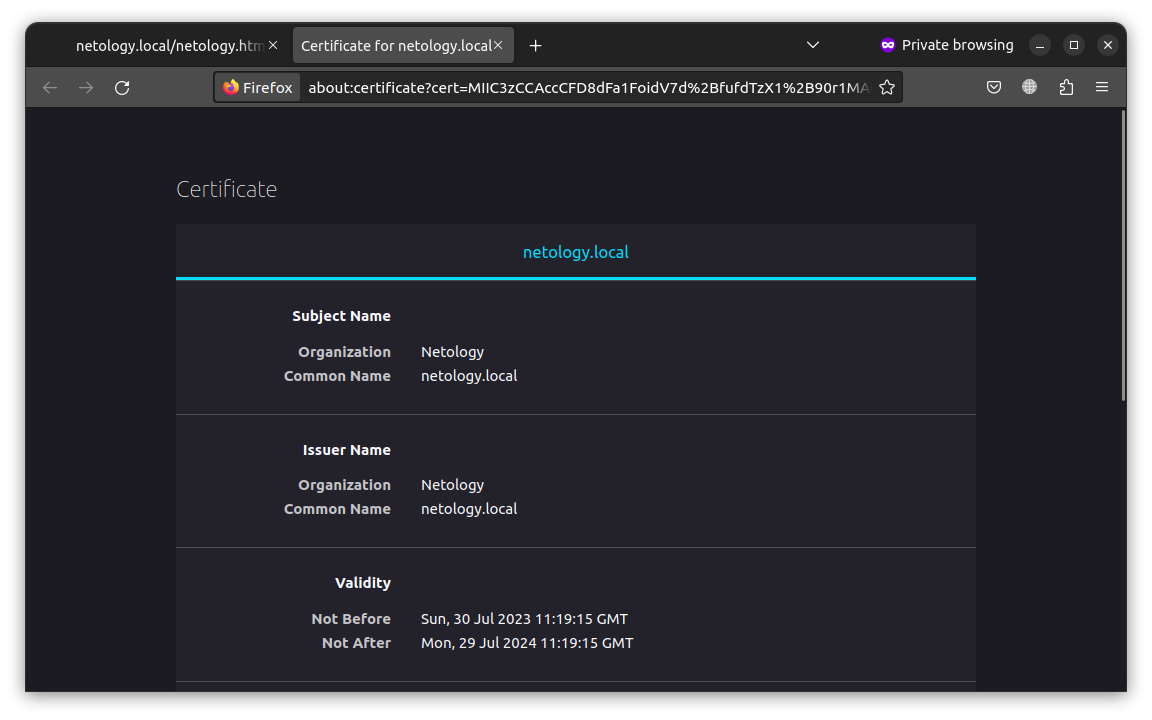 netology.local/netology.htm
Certificate for netology.local
Private browsing
Firefox about:certificate?cert=MIIC3zCCAccCFD8dFa1FoidV7d%2BfufdTzX1%2B90r1MA
Certificate
netology.local
Subject Name
Organization Netology
Common Name netology.local
Issuer Name
Organization Netology
Common Name netology.local
Validity
Not Before Sun, 30 Jul 2023 11:19:15 GMT
Not After Mon, 29 Jul 2024 11:19:15 GMT